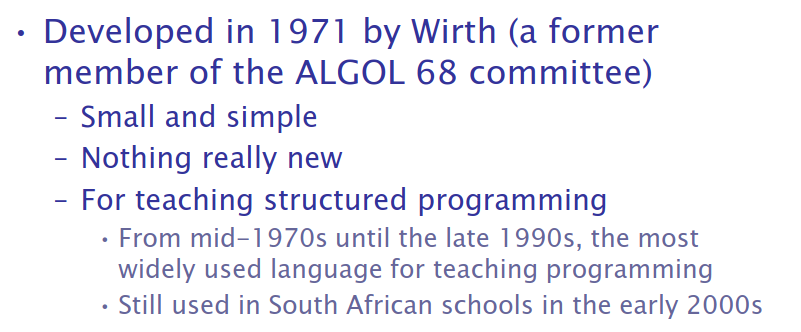 • Developed in 1971 by Wirth (a former
member of the ALGOL 68 committee)
– Small and simple
– Nothing really new
– For teaching structured programming
• From mid-1970s until the late 1990s, the most
widely used language for teaching programming
• Still used in South African schools in the early 2000s